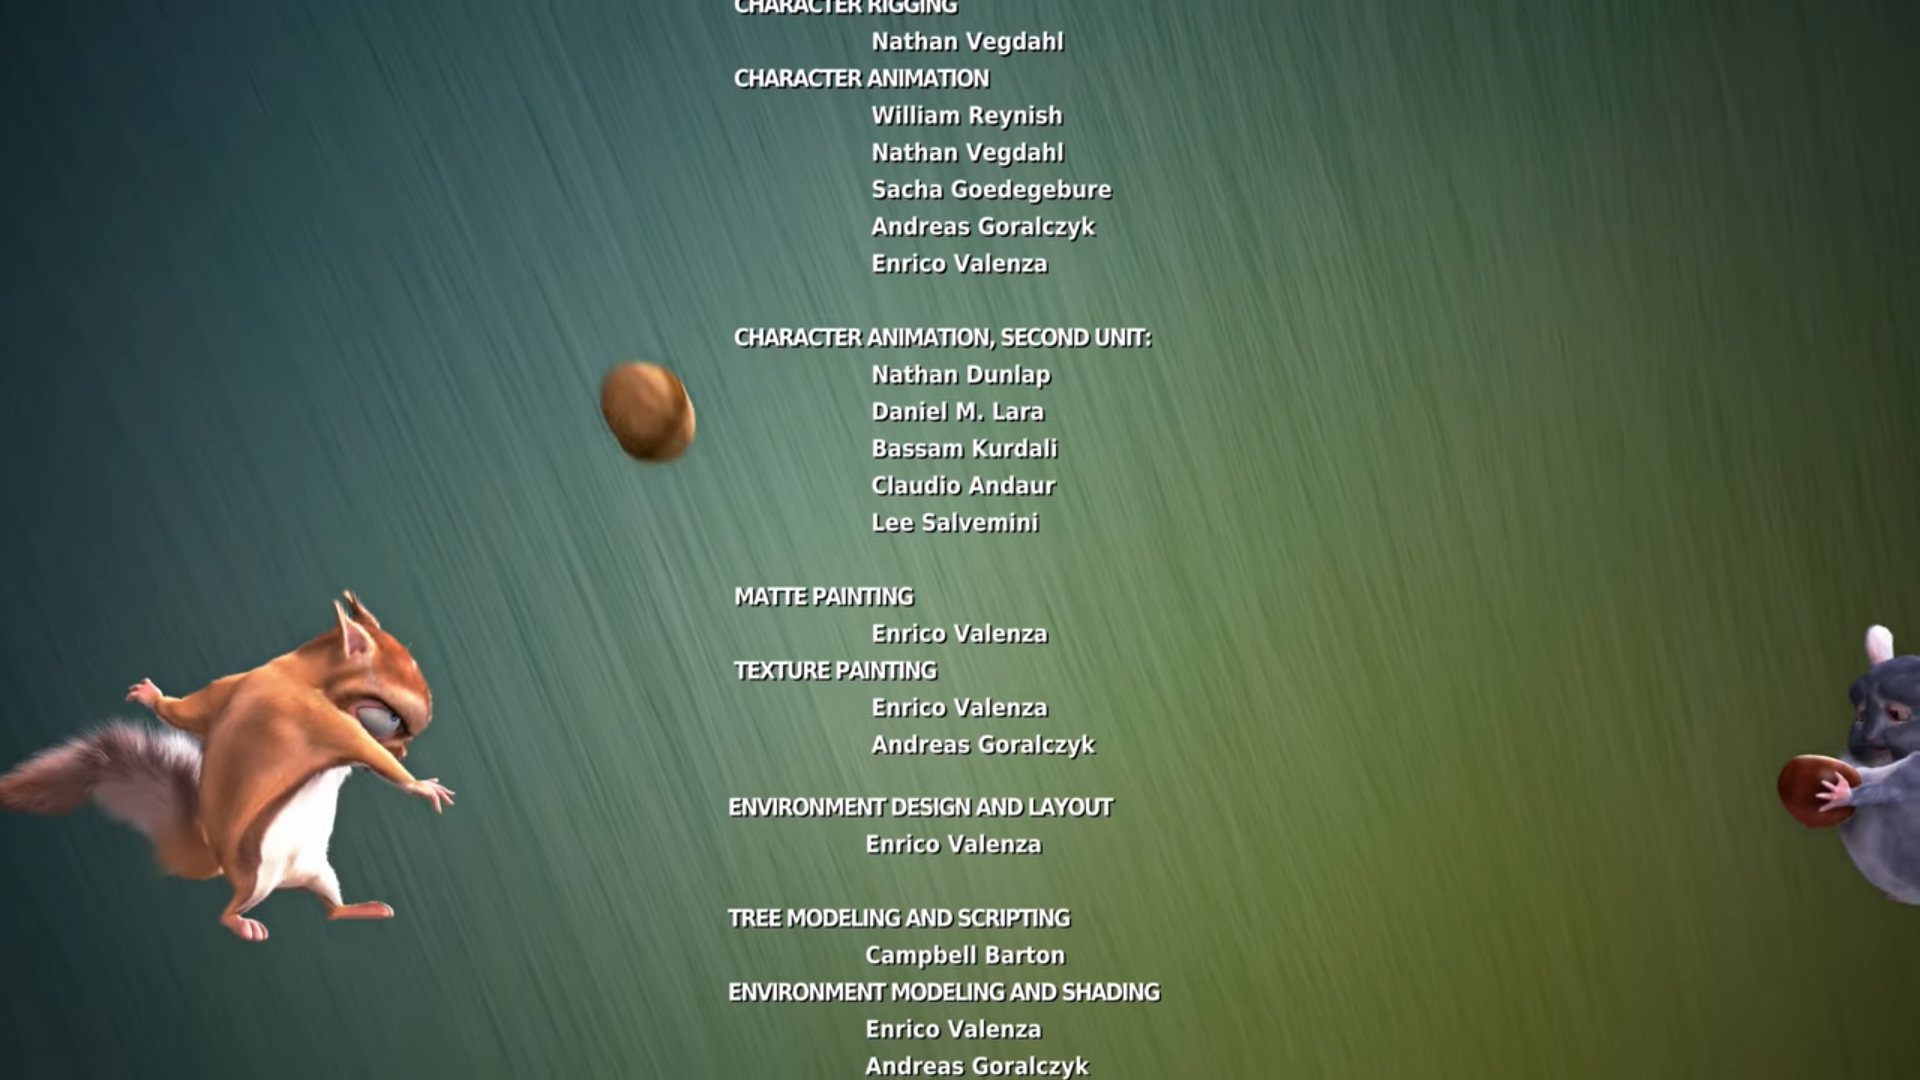 CHARACTER RIGGING
Nathan Vegdahl
CHARACTER ANIMATION
William Reynish
Nathan Vegdahl
Sacha Goedegebure
Andreas Goralczyk
Enrico Valenza
CHARACTER ANIMATION, SECOND UNIT:
Nathan Dunlap
Daniel M. Lara
Bassam Kurdali
Claudio Andaur
Lee Salvemini
MATTE PAINTING
Enrico Valenza
TEXTURE PAINTING
Enrico Valenza
Andreas Goralczyk
ENVIRONMENT DESIGN AND LAYOUT
Enrico Valenza
TREE MODELING AND SCRIPTING
Campbell Barton
ENVIRONMENT MODELING AND SHADING
Enrico Valenza
Andreas Goralczyk